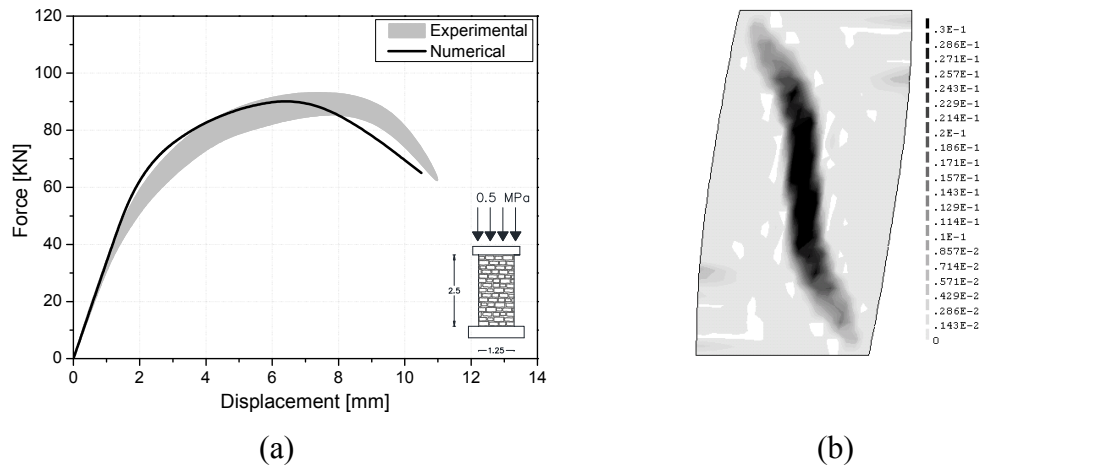 120
100
80
60
40
20
0
Force [KN]
0 2 4 6 8 10 12 14
Displacement [mm]
Experimental
Numerical
0.5 MPa
2.5
1.25
(a)
.3E-1
.286E-1
.271E-1
.257E-1
.243E-1
.229E-1
.214E-1
.2E-1
.186E-1
.171E-1
.157E-1
.143E-1
.129E-1
.114E-1
.1E-1
.857E-2
.714E-2
.571E-2
.429E-2
.286E-2
.143E-2
0
(b)